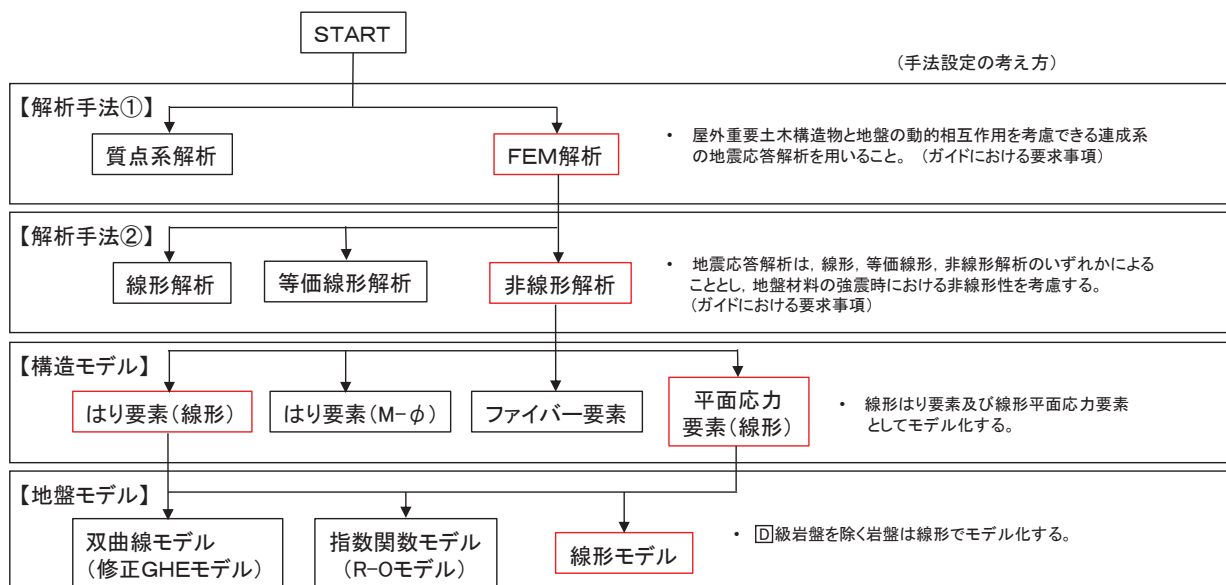 START
(手法設定の考え方)
【解析手法①】
質点系解析
FEM解析
・ 屋外重要土木構造物と地盤の動的相互作用を考慮できる連成系
の地震応答解析を用いること。 (ガイドにおける要求事項)
【解析手法②】
線形解析
等価線形解析
非線形解析
・ 地震応答解析は, 線形, 等価線形, 非線形解析のいずれかによる
こととし, 地盤材料の強震時における非線形性を考慮する。
(ガイドにおける要求事項)
【構造モデル】
はり要素(線形)
はり要素(M-φ)
ファイバー要素
平面応力
要素(線形)
・ 線形はり要素及び線形平面応力要素
としてモデル化する。
【地盤モデル】
双曲線モデル
(修正GHEモデル)
指数関数モデル
(R-Oモデル)
線形モデル
・ D級岩盤を除く岩盤は線形でモデル化する。